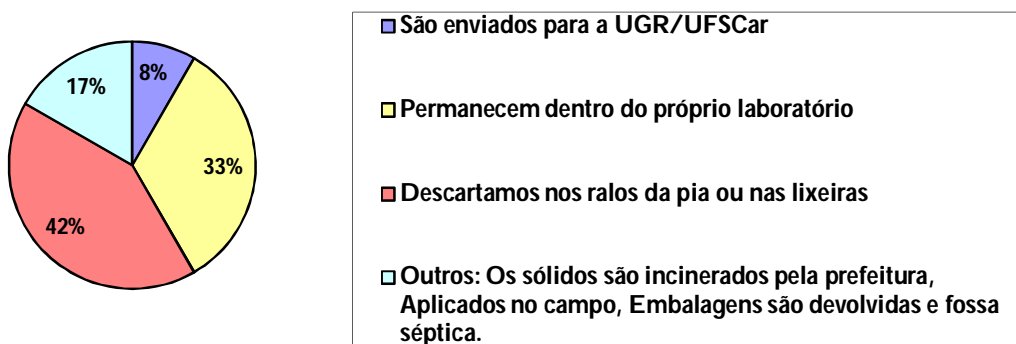 8%
17%
33%
42%
São enviados para a UGR/UFSCar
Permanecem dentro do próprio laboratório
Descartamos nos ralos da pia ou nas lixeiras
Outros: Os sólidos são incinerados pela prefeitura,
Aplicados no campo, Embalagens são devolvidas e fossa
séptica.